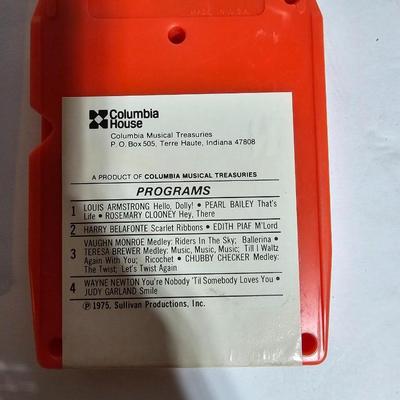 MADE IN U.S.A.
Columbia
House
Columbia Musical Treasuries
P.O. Box 505, Terre Haute, Indiana 47808
A PRODUCT OF COLUMBIA MUSICAL TREASURIES
PROGRAMS
1 LOUIS ARMSTRONG Hello, Dolly! • PEARL BAILEY That's
Life • ROSEMARY CLOONEY Hey, There
2 HARRY BELAFONTE Scarlet Ribbons • EDITH PIAF M'Lord
VAUGHN MONROE Medley: Riders In The Sky; Ballerina •
3 TERESA BREWER Medley: Music, Music, Music; Till I Waltz
Again With You; Ricochet • CHUBBY CHECKER Medley:
The Twist; Let's Twist Again
4 WAYNE NEWTON You're Nobody 'Til Somebody Loves You •
JUDY GARLAND Smile
℗ 1975, Sullivan Productions, Inc.